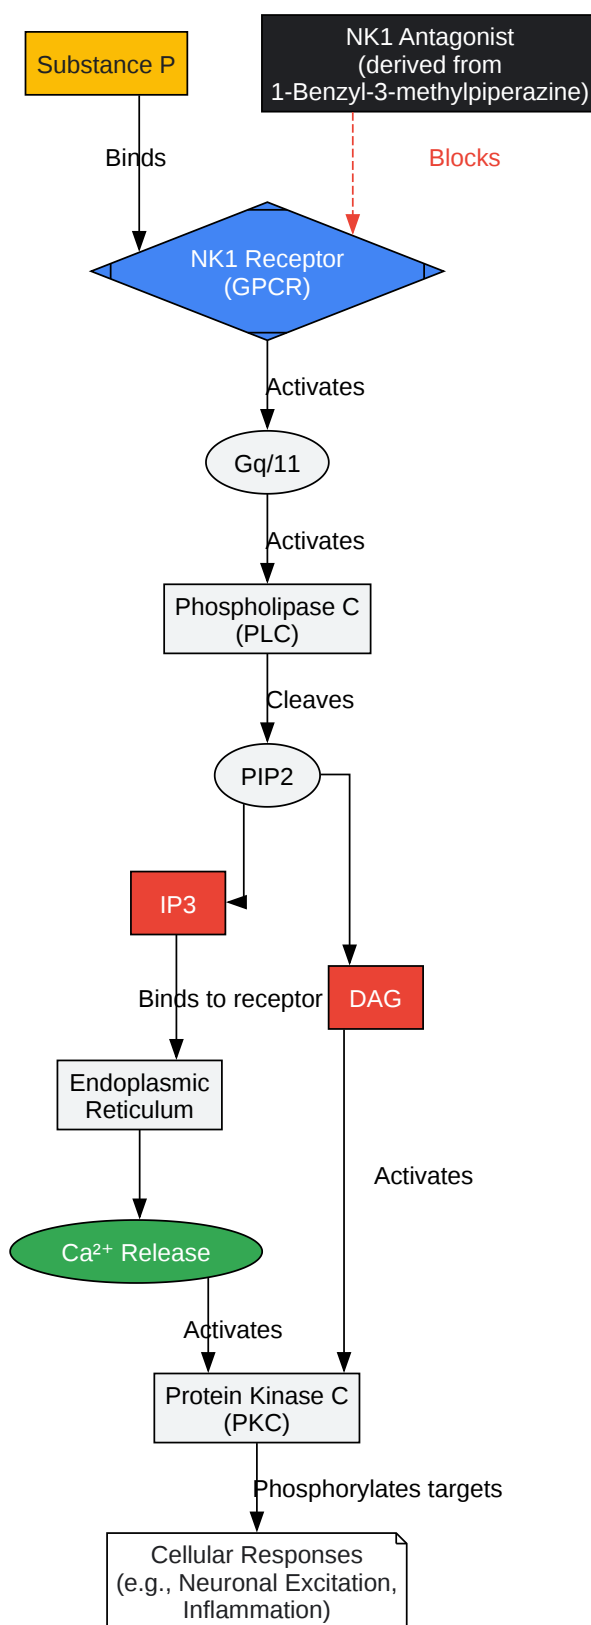 Substance P
NK1 Antagonist
(derived from
1-Benzyl-3-methylpiperazine)
Binds
Blocks
NK1 Receptor
(GPCR)
Activates
Gq/11
Activates
Phospholipase C
(PLC)
Cleaves
PIP2
IP3
Binds to receptor
DAG
Endoplasmic
Reticulum
Activates
Ca²⁺ Release
Activates
Protein Kinase C
(PKC)
Phosphorylates targets
Cellular Responses
(e.g., Neuronal Excitation,
Inflammation)